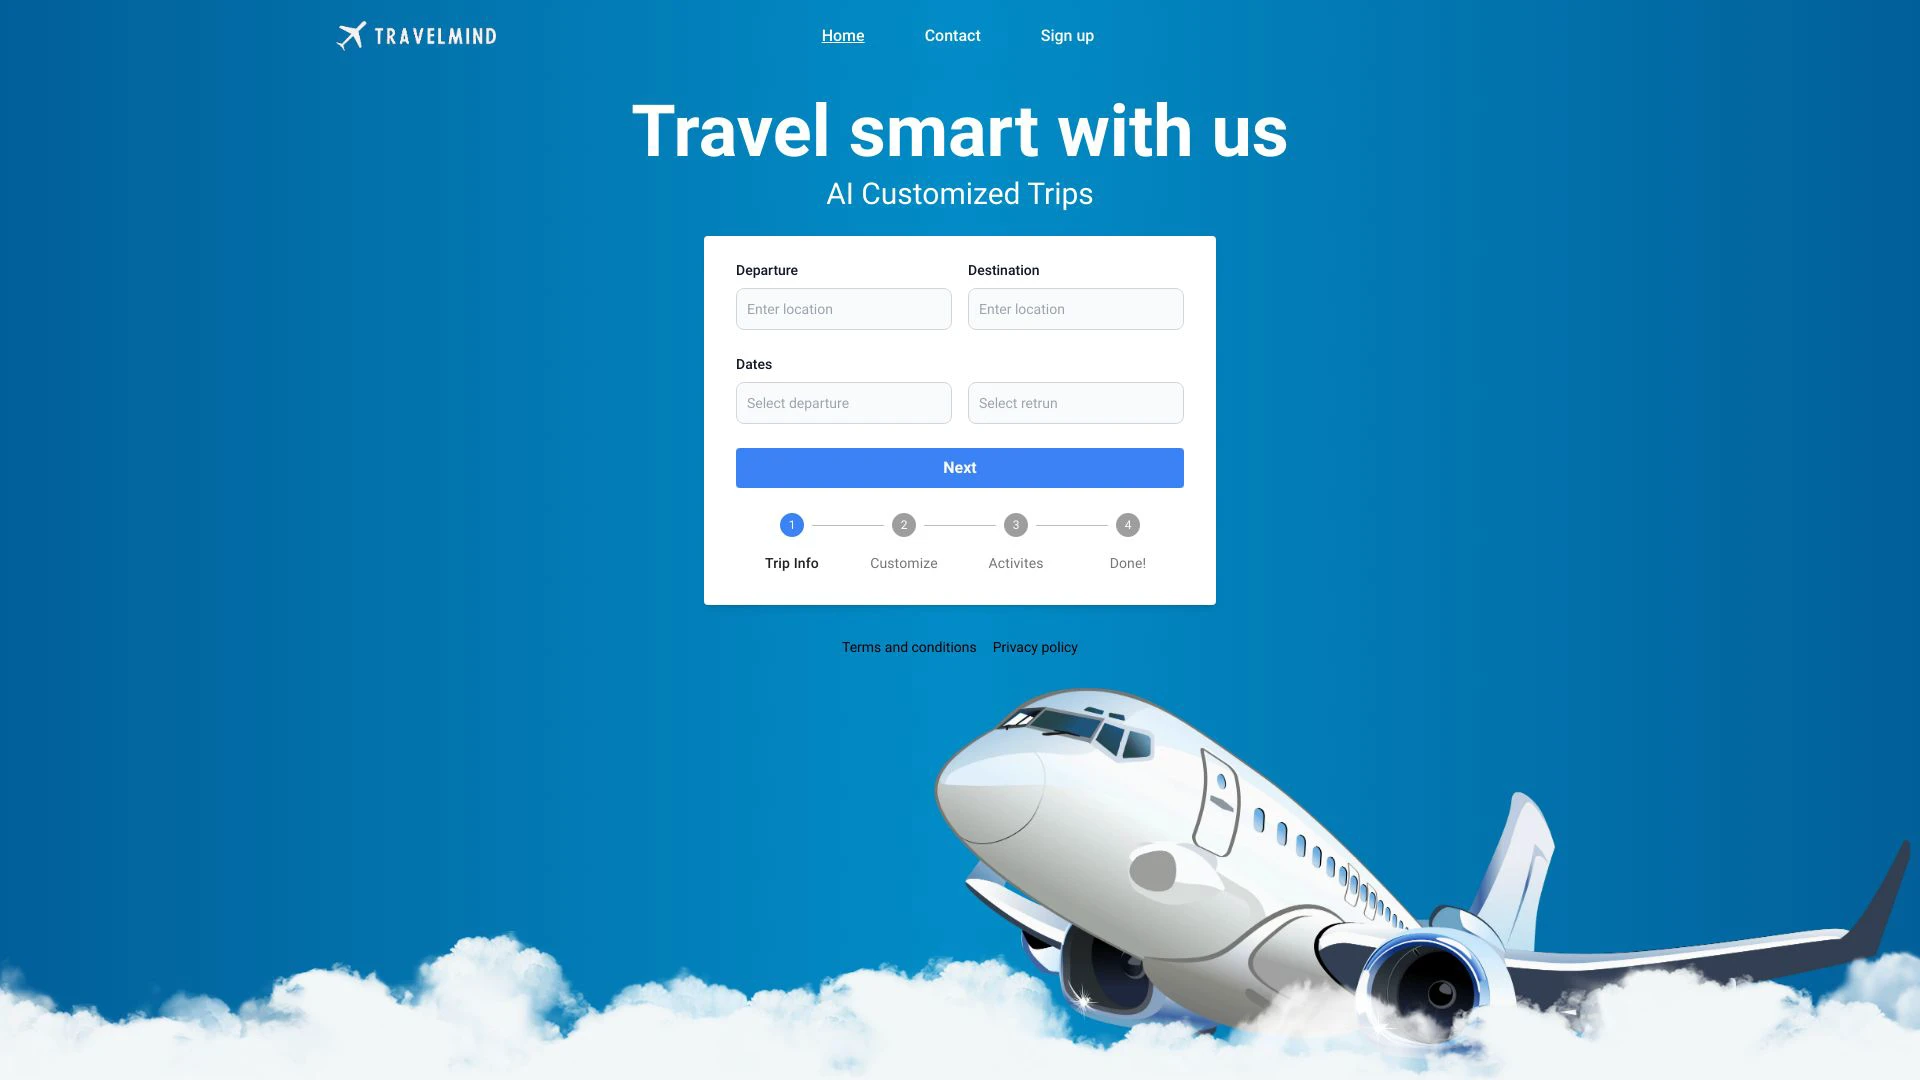 TRAVELMIND
Home Contact Sign up
Travel smart with us
AI Customized Trips
Departure Destination
Enter location Enter location
Dates
Select departure Select retrun
Next
1 2 3 4
Trip Info Customize Activites Done!
Terms and conditions Privacy policy